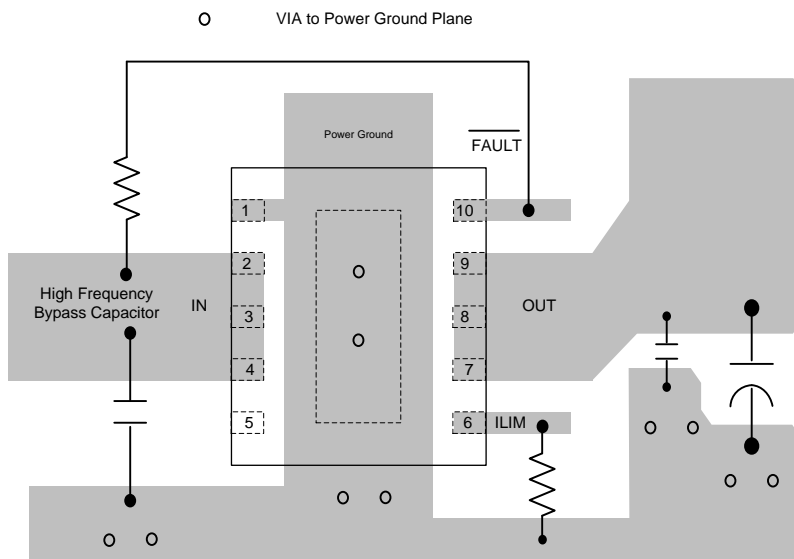 VIA to Power Ground Plane
Power Ground
FAULT
1
10
2
9
High Frequency
Bypass Capacitor
IN
3
8
OUT
4
7
5
6
ILIM